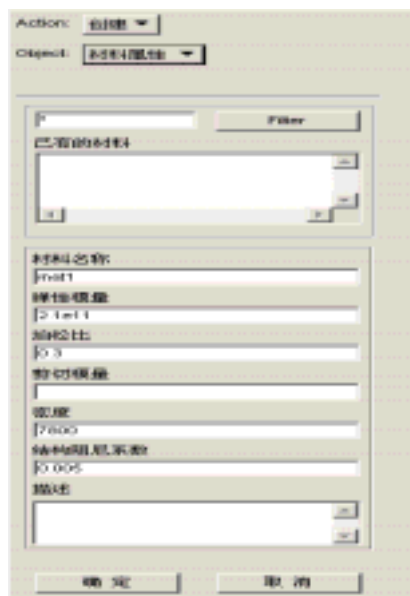 Action: 创建
Object: 材料属性
*
Filter
已有的材料
材料名称
mat1
弹性模量
2.1e11
泊松比
0.3
剪切模量
密度
7800
结构阻尼系数
0.005
描述
确 定
取 消